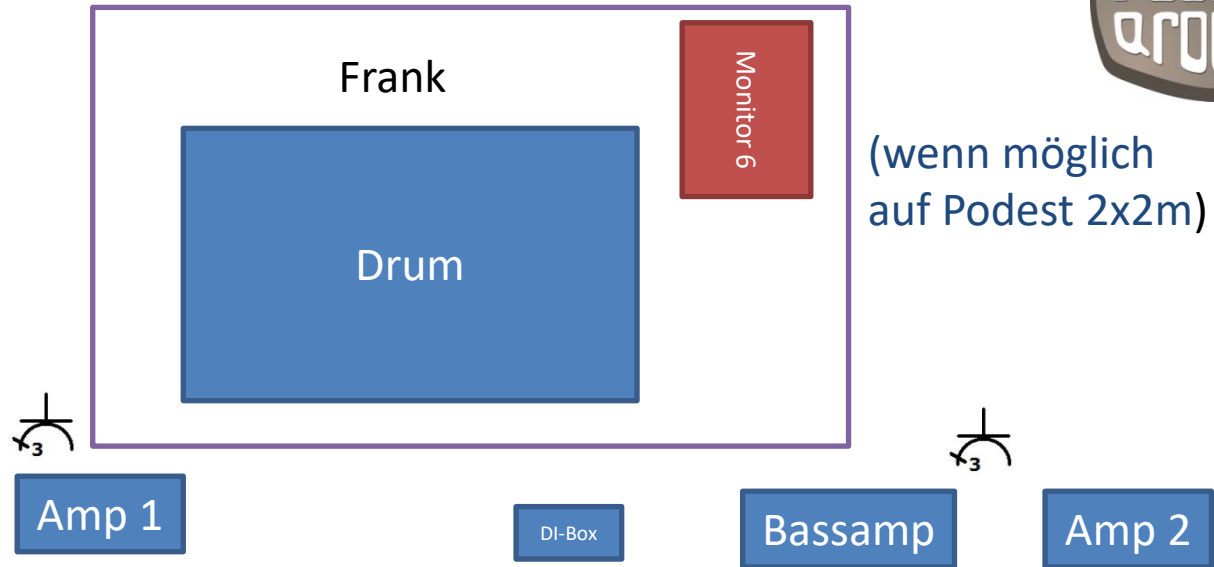 Frank
Monitor 6
(wenn möglich
auf Podest 2x2m)
Drum
3
3
Amp 1
DI-Box
Bassamp
Amp 2